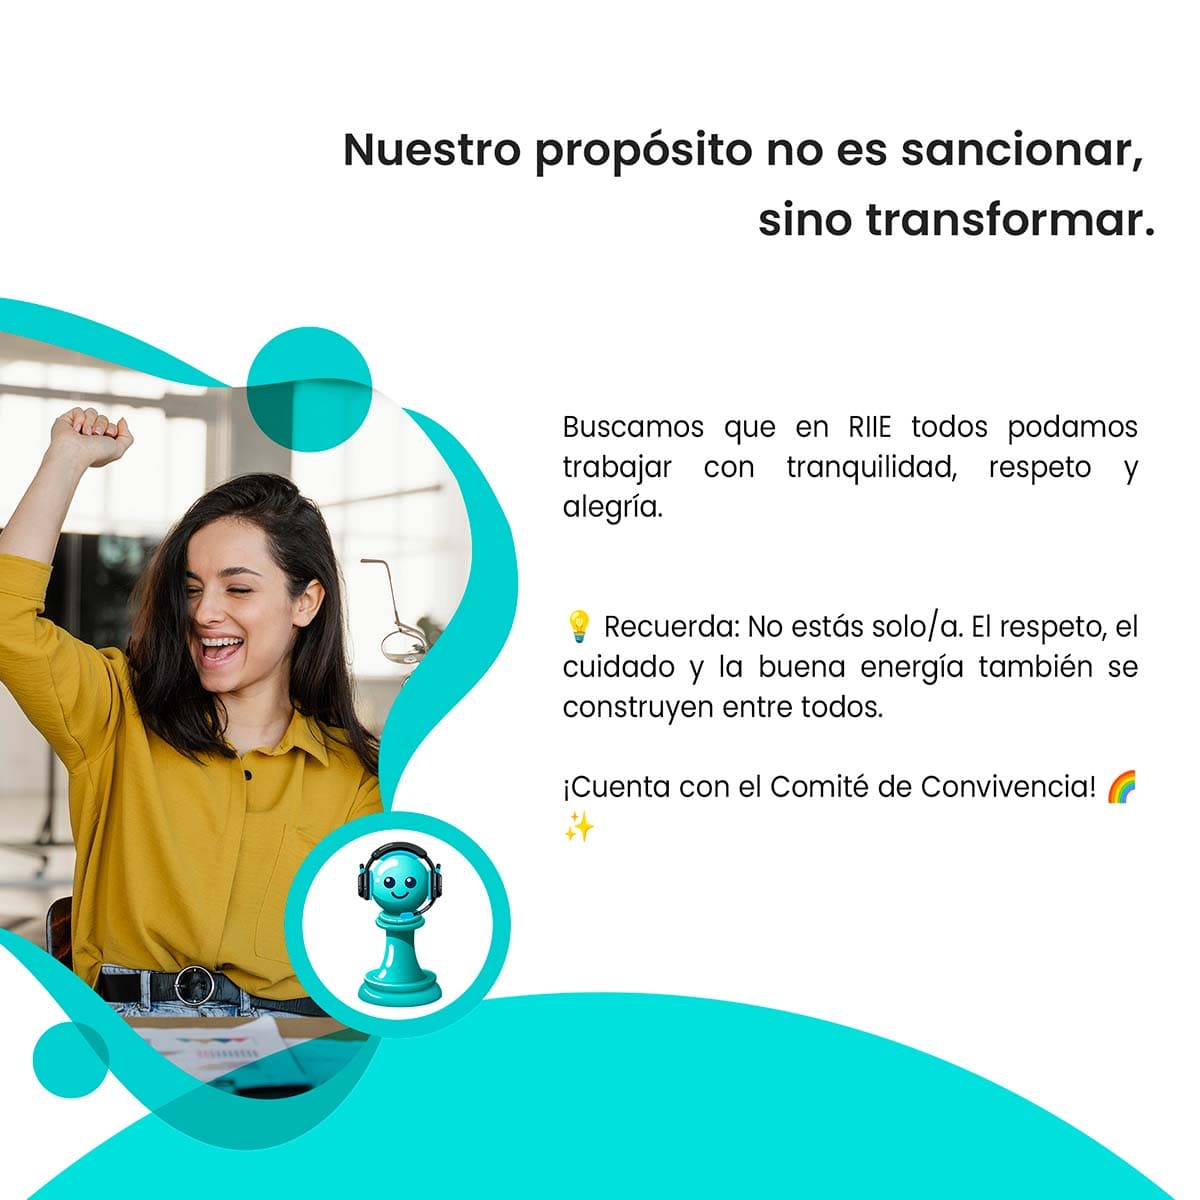 Nuestro propósito no es sancionar,
sino transformar.
Buscamos que en RIIE todos podamos
trabajar con tranquilidad, respeto y
alegría.
💡 Recuerda: No estás solo/a. El respeto, el
cuidado y la buena energía también se
construyen entre todos.
¡Cuenta con el Comité de Convivencia! 🌈
✨